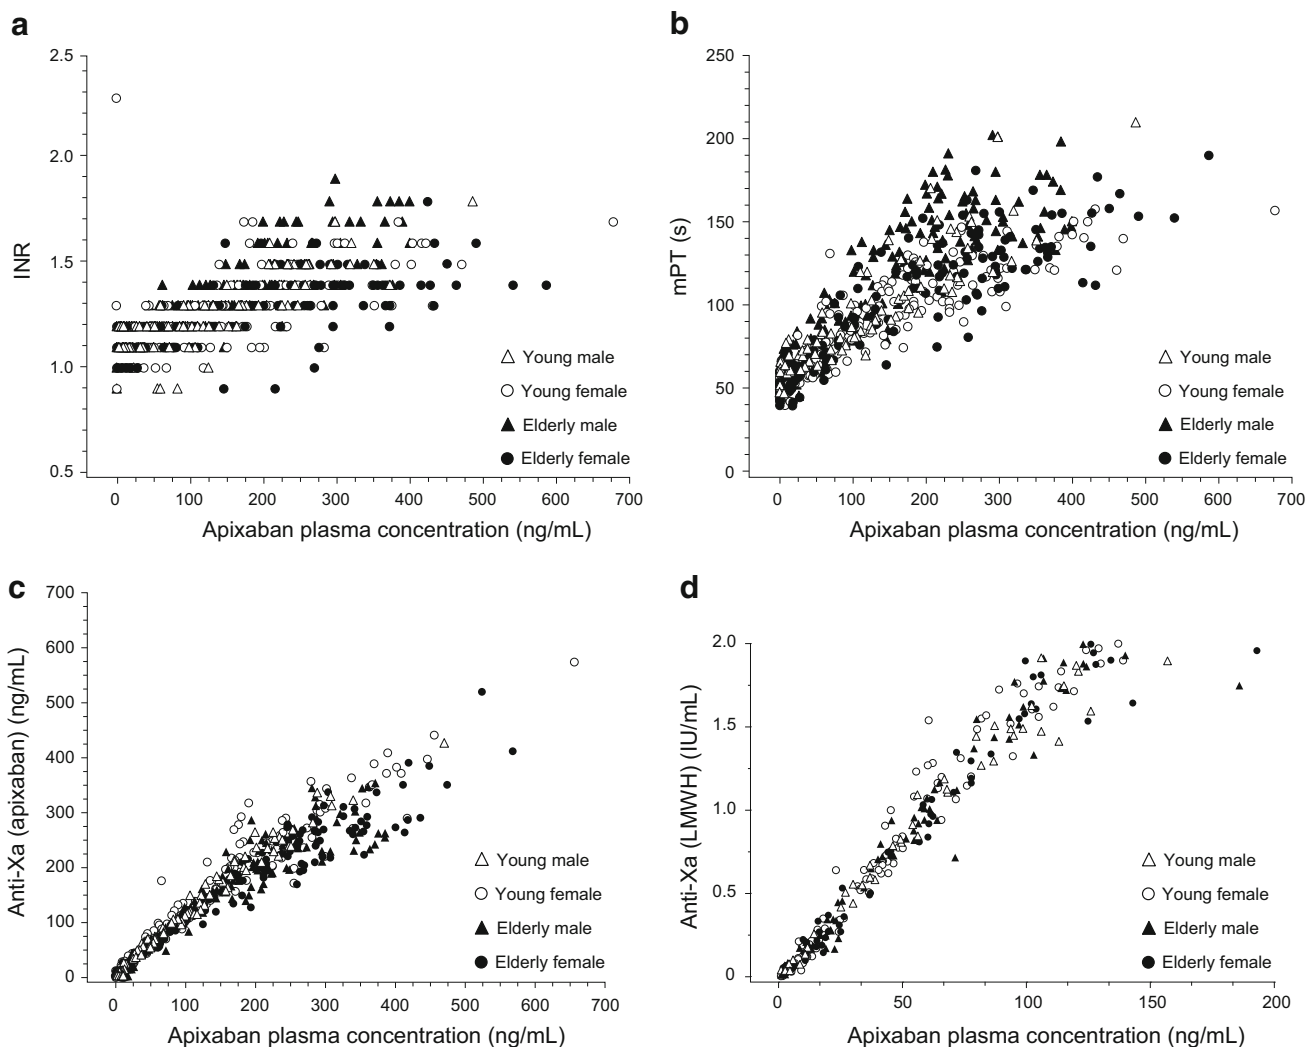 a
2.5
2.0
1.5
1.0
0.5
INR
0 100 200 300 400 500 600 700
Apixaban plasma concentration (ng/mL)
Young male
Young female
Elderly male
Elderly female
b
250
200
150
100
50
0
mPT (s)
0 100 200 300 400 500 600 700
Apixaban plasma concentration (ng/mL)
Young male
Young female
Elderly male
Elderly female
c
700
600
500
400
300
200
100
0
Anti-Xa (apixaban) (ng/mL)
0 100 200 300 400 500 600 700
Apixaban plasma concentration (ng/mL)
Young male
Young female
Elderly male
Elderly female
d
2.0
1.5
1.0
0.5
0
Anti-Xa (LMWH) (IU/mL)
0 50 100 150 200
Apixaban plasma concentration (ng/mL)
Young male
Young female
Elderly male
Elderly female